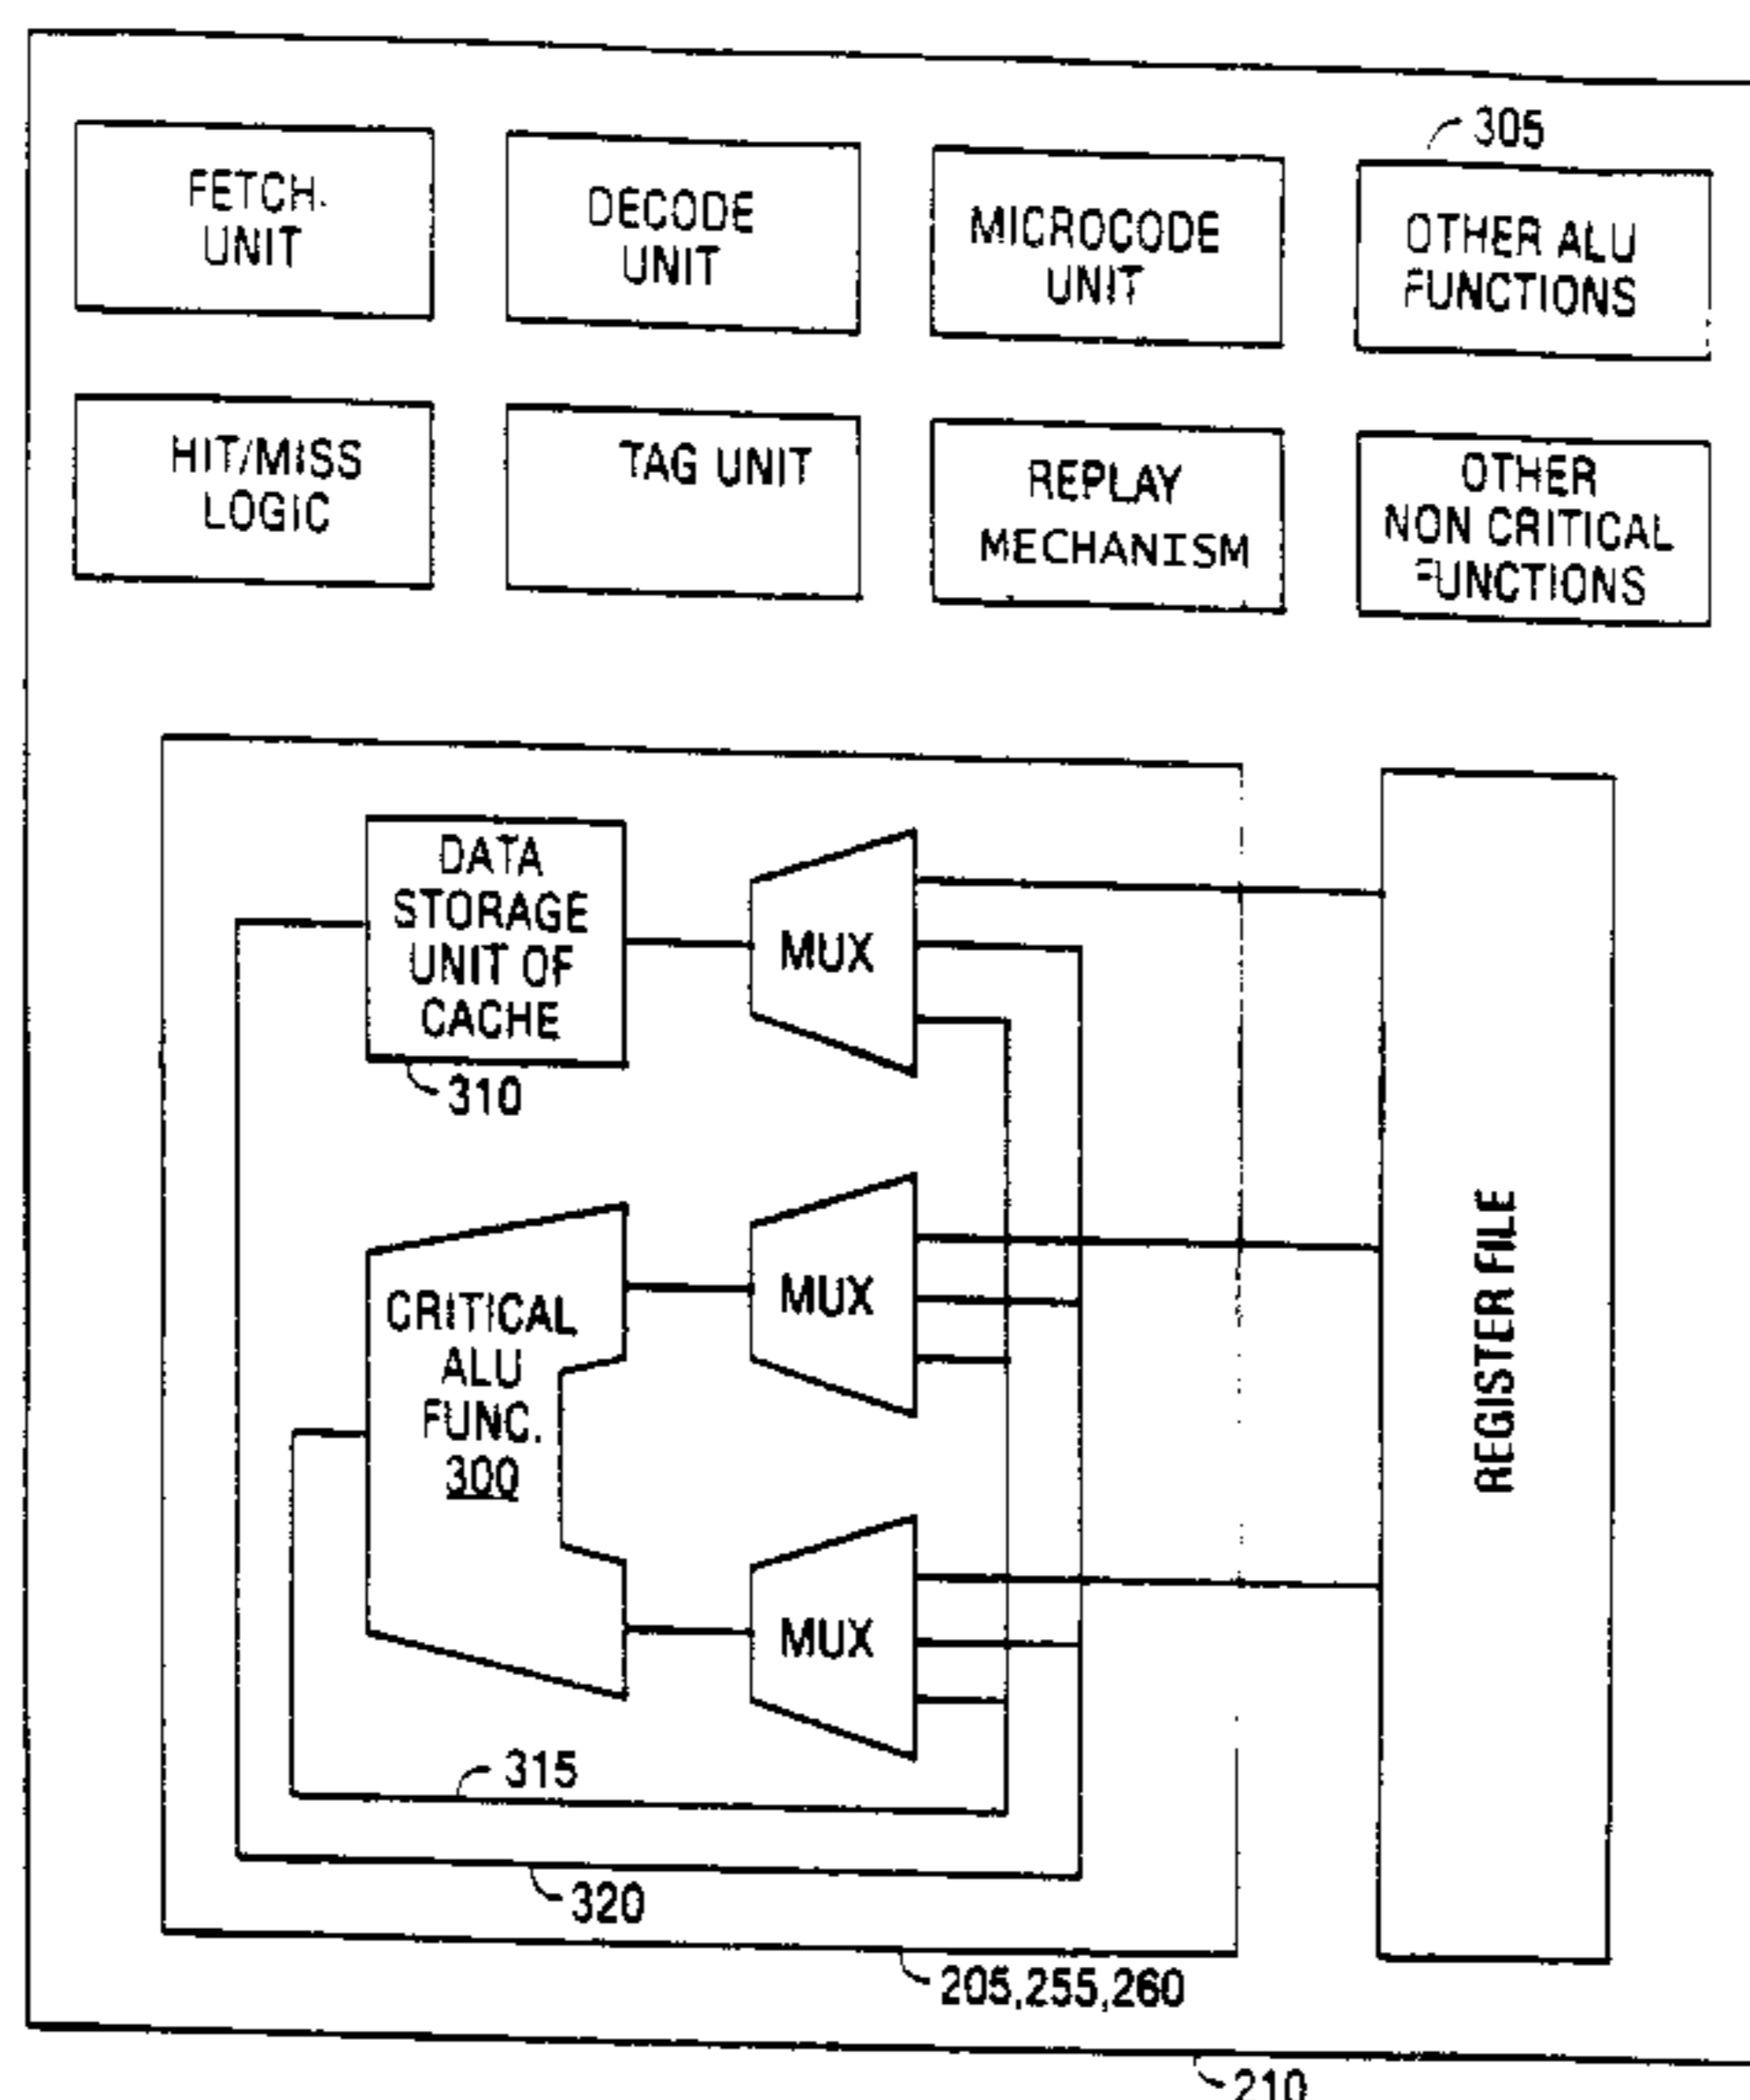 305
FETCH.
UNIT
DECODE
UNIT
MICROCODE
UNIT
OTHER ALU
FUNCTIONS
HIT/MISS
LOGIC
TAG UNIT
REPLAY
MECHANISM
OTHER
NON CRITICAL
FUNCTIONS
DATA
STORAGE
UNIT OF
CACHE
310
MUX
CRITICAL
ALU
FUNC.
300
MUX
MUX
REGISTER FILE
315
320
205,255,260
210